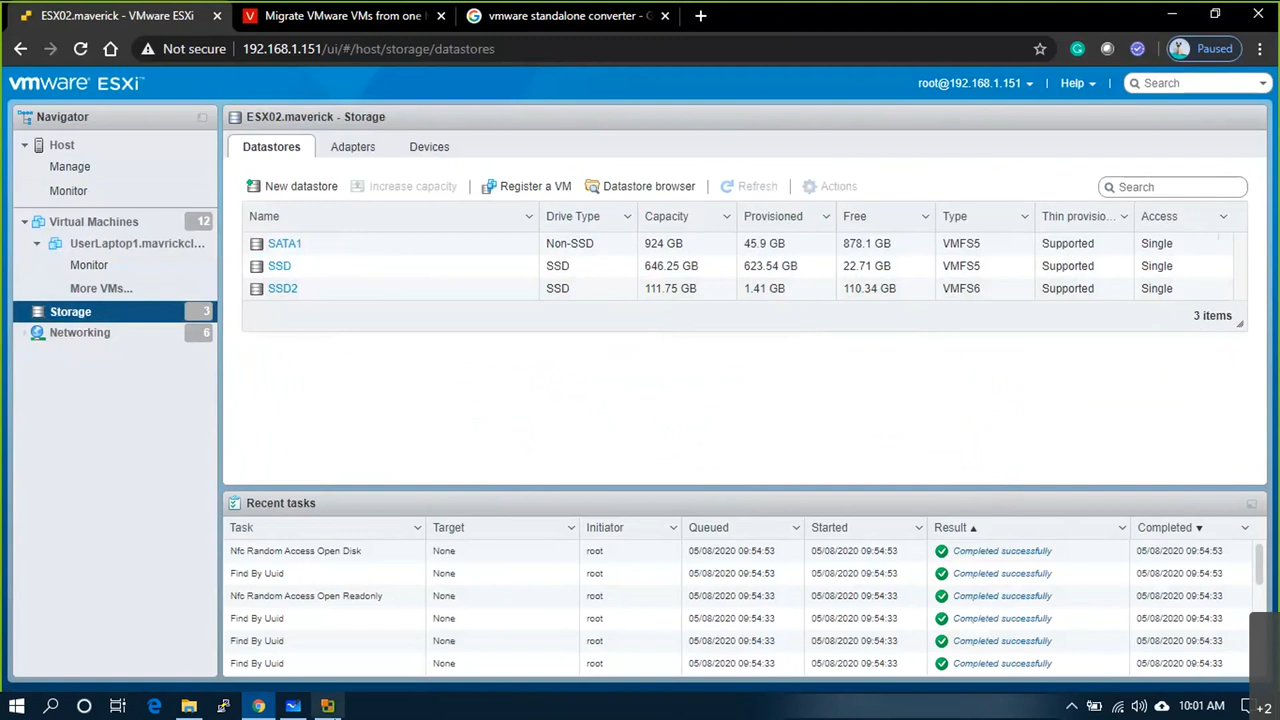 ESX02.maverick - VMware ESXi
Migrate VMware VMs from one h
vmware standalone converter - G
Not secure
192.168.1.151/ui/#/host/storage/datastores
Paused
vmware ESXi™
root@192.168.1.151
Help
Search
Navigator
Host
Manage
Monitor
Virtual Machines
12
UserLaptop1.mavrickcl...
Monitor
More VMs...
Storage
3
Networking
6
ESX02.maverick - Storage
Datastores
Adapters
Devices
New datastore
Increase capacity
Register a VM
Datastore browser
Refresh
Actions
Search
Name Drive Type Capacity Provisioned Free Type Thin provisio... Access
SATA1 Non-SSD 924 GB 45.9 GB 878.1 GB VMFS5 Supported Single
SSD SSD 646.25 GB 623.54 GB 22.71 GB VMFS5 Supported Single
SSD2 SSD 111.75 GB 1.41 GB 110.34 GB VMFS6 Supported Single
3 items
Recent tasks
Task Target Initiator Queued Started Result Completed
Nfc Random Access Open Disk None root 05/08/2020 09:54:53 05/08/2020 09:54:53 Completed successfully 05/08/2020 09:54:53
Find By Uuid None root 05/08/2020 09:54:53 05/08/2020 09:54:53 Completed successfully 05/08/2020 09:54:53
Nfc Random Access Open Readonly None root 05/08/2020 09:54:33 05/08/2020 09:54:33 Completed successfully 05/08/2020 09:54:33
Find By Uuid None root 05/08/2020 09:54:33 05/08/2020 09:54:33 Completed successfully 05/08/2020 09:54:33
Find By Uuid None root 05/08/2020 09:54:33 05/08/2020 09:54:33 Completed successfully 05/08/2020 09:54:33
Find By Uuid None root 05/08/2020 09:54:33 05/08/2020 09:54:33 Completed successfully 05/08/2020 09:54:33
10:01 AM
+2